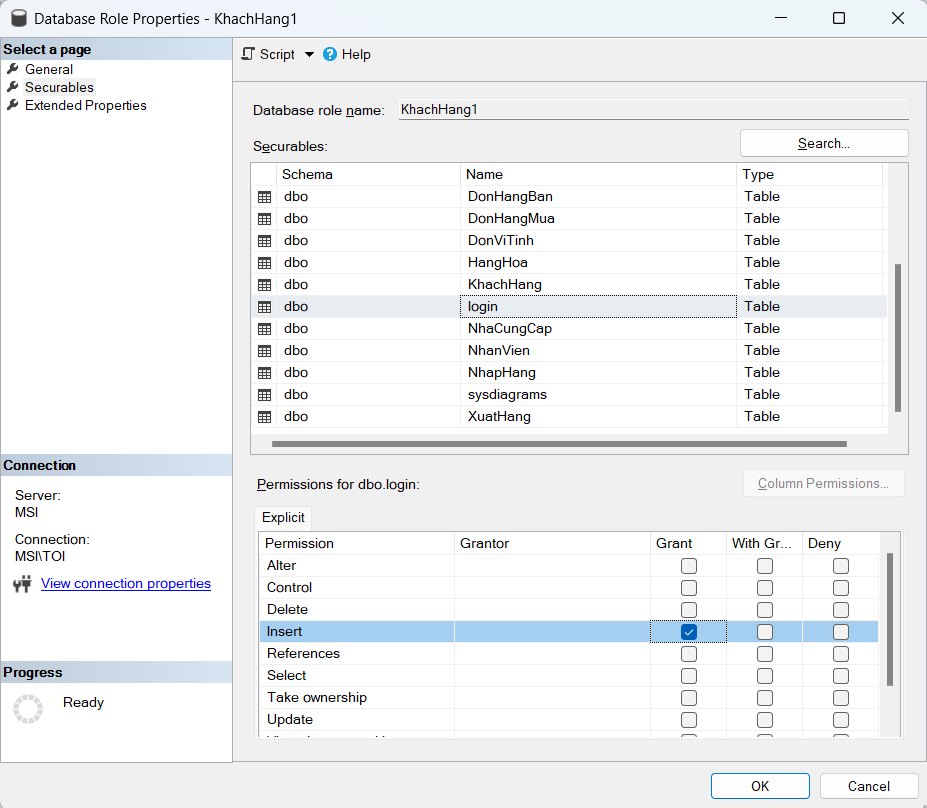 Database Role Properties - KhachHang1
Select a page
General
Securables
Extended Properties
Script
Help
Database role name: KhachHang1
Securables:
Search...
Schema Name Type
dbo DonHangBan Table
dbo DonHangMua Table
dbo DonViTinh Table
dbo HangHoa Table
dbo KhachHang Table
dbo login Table
dbo NhaCungCap Table
dbo NhanVien Table
dbo NhapHang Table
dbo sysdiagrams Table
dbo XuatHang Table
Connection
Server:
MSI
Connection:
MSI\TOI
View connection properties
Progress
Ready
Permissions for dbo.login:
Column Permissions...
Explicit
Permission Grantor Grant With Gr... Deny
Alter
Control
Delete
Insert
References
Select
Take ownership
Update
OK
Cancel